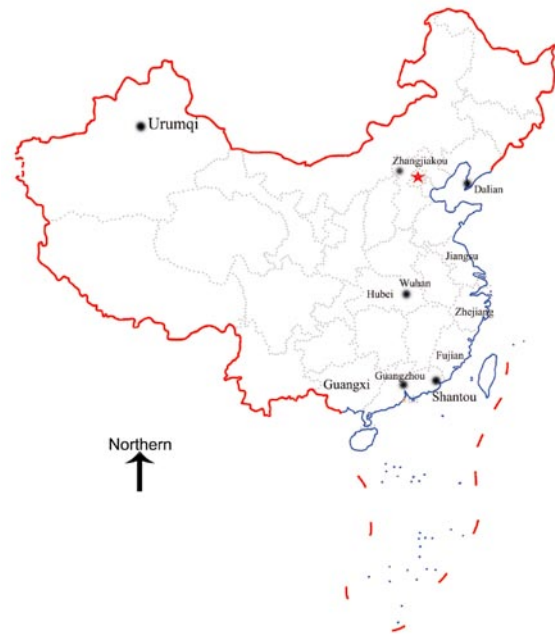 Urumqi
Zhangjiakou
Dalian
Jiangsu
Wuhan
Hubei
Zhejiang
Fujian
Guangzhou
Guangxi
Shantou
Northern